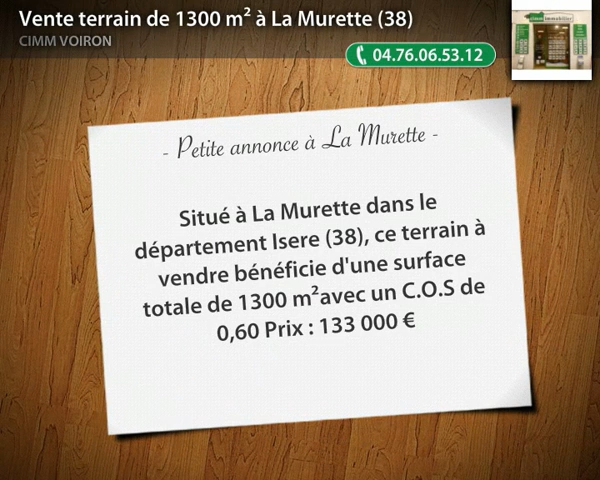 Vente terrain de 1300 m² à La Murette (38)
CIMM VOIRON
04.76.06.53.12
cimm immobilier
- Petite annonce à La Murette -
Situé à La Murette dans le
département Isere (38), ce terrain à
vendre bénéficie d'une surface
totale de 1300 m²avec un C.O.S de
0,60 Prix : 133 000 €